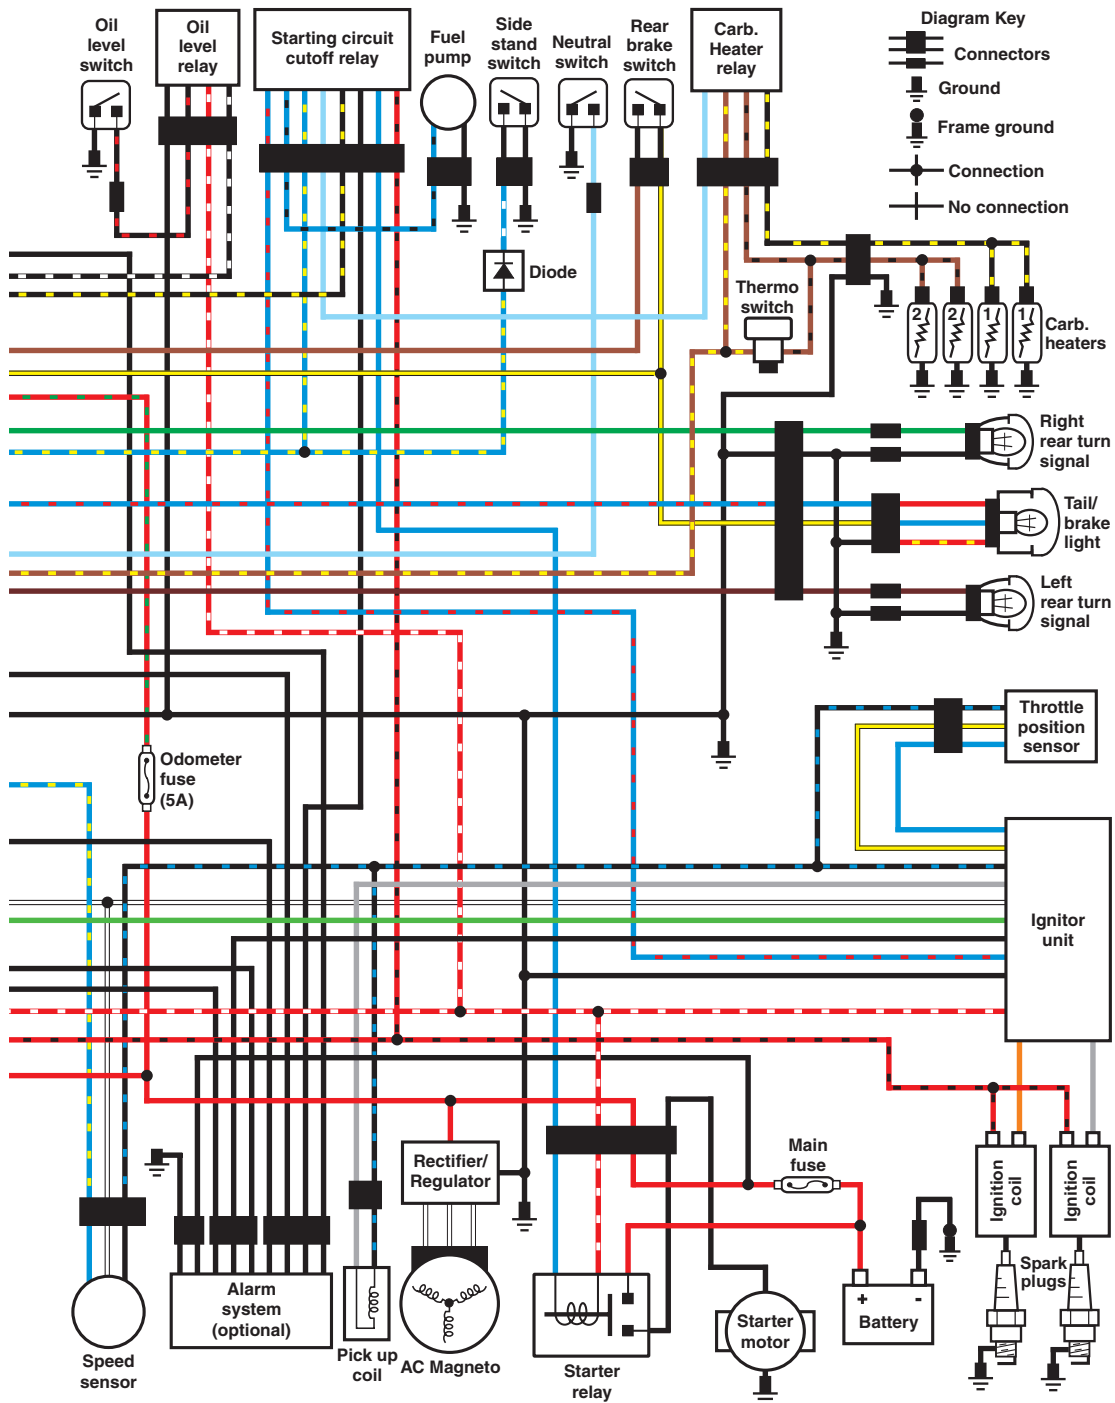 Oil
level
switch
Oil
level
relay
Starting circuit
cutoff relay
Fuel
pump
Side
stand
switch
Neutral
switch
Rear
brake
switch
Carb.
Heater
relay
Diagram Key
Connectors
Ground
Frame ground
Connection
No connection
Diode
Thermo
switch
2
2
1
1
Carb.
heaters
Right
rear turn
signal
Tail/
brake
light
Left
rear turn
signal
Throttle
position
sensor
Odometer
fuse
(5A)
Ignitor
unit
Main
fuse
Rectifier/
Regulator
Ignition
coil
Ignition
coil
Spark
plugs
Alarm
system
(optional)
+
-
Battery
Starter
motor
Speed
sensor
Pick up
coil
AC Magneto
Starter
relay